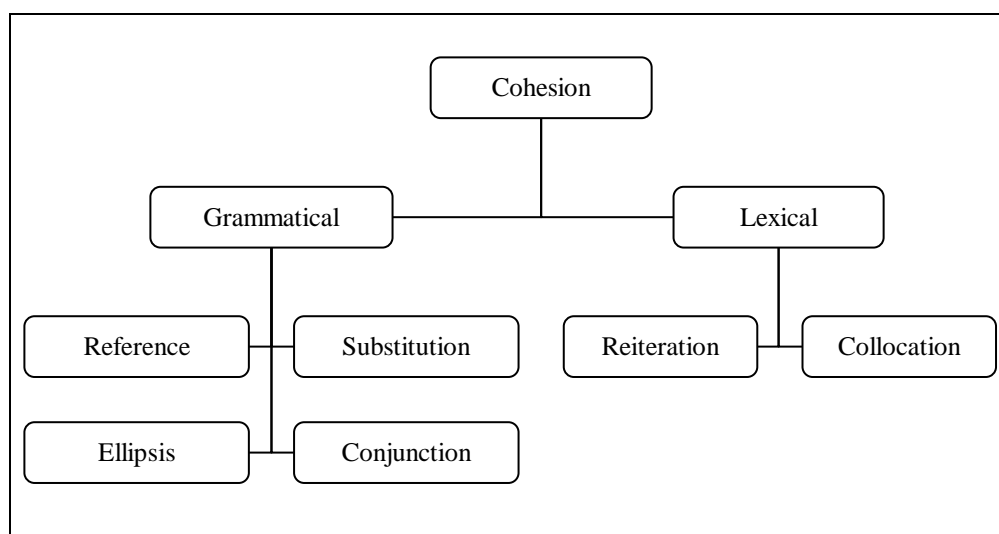 Cohesion
Grammatical
Lexical
Reference
Substitution
Reiteration
Collocation
Ellipsis
Conjunction